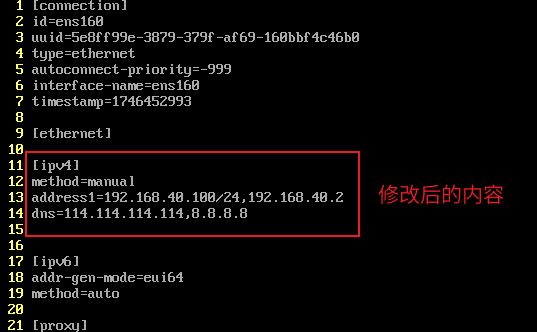 1 [connection]
2 id=ens160
3 uuid=5e8ff99e-3879-379f-af69-160bbf4c46b0
4 type=ethernet
5 autoconnect-priority=-999
6 interface-name=ens160
7 timestamp=1746452993
8
9 [ethernet]
10
11 [ipv4]
12 method=manual
13 address1=192.168.40.100/24,192.168.40.2
修改后的内容
14 dns=114.114.114.114,8.8.8.8
15
16
17 [ipv6]
18 addr-gen-mode=eui64
19 method=auto
20
21 [proxy]